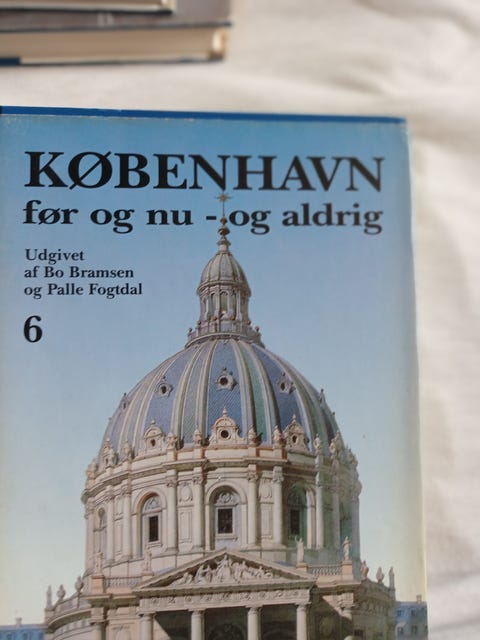 KØBENHAVN
før og nu - og aldrig
Udgivet
af Bo Bramsen
og Palle Fogtdal
6